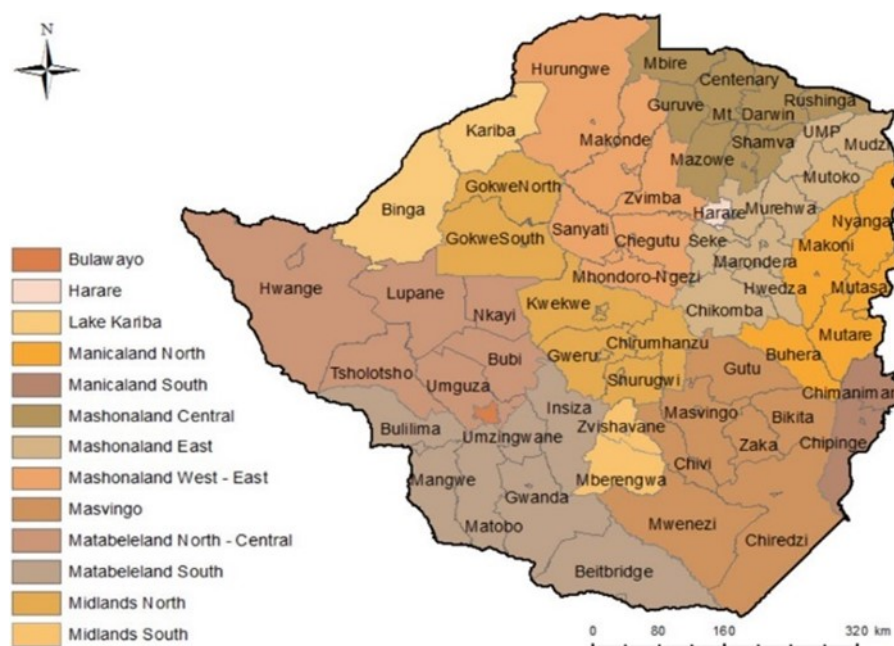 N
Mbire
Hurungwe
Centenary
Guruve
Rushinga
Mt. Darwin
Kariba
UMP
Makonde
Shamva
Mudzi
Mazowe
Mutoko
GokweNorth
Zvimba
Binga
Harare
Murehwa
Nyanga
Sanyati
GokweSouth
Chegutu
Seke
Makoni
Marondera
Bulawayo
Mhondoro-Ngezi
Hwange
Lupane
Hwedza
Mutasa
Harare
Nkayi
Kwekwe
Chikomba
Lake Kariba
Mutare
Manicaland North
Chirumhanzu
Bubi
Gweru
Buhera
Gutu
Manicaland South
Tsholotsho
Umguza
Shurugwi
Chimanimani
Mashonaland Central
Insiza
Masvingo
Bikita
Bulilima
Zvishavane
Mashonaland East
Umzingwane
Zaka
Chipinge
Chivi
Mashonaland West - East
Mangwe
Mberengwa
Gwanda
Masvingo
Matobo
Mwenezi
Matabeleland North - Central
Chiredzi
Matabeleland South
Beitbridge
Midlands North
Midlands South
0 80 160 320 km